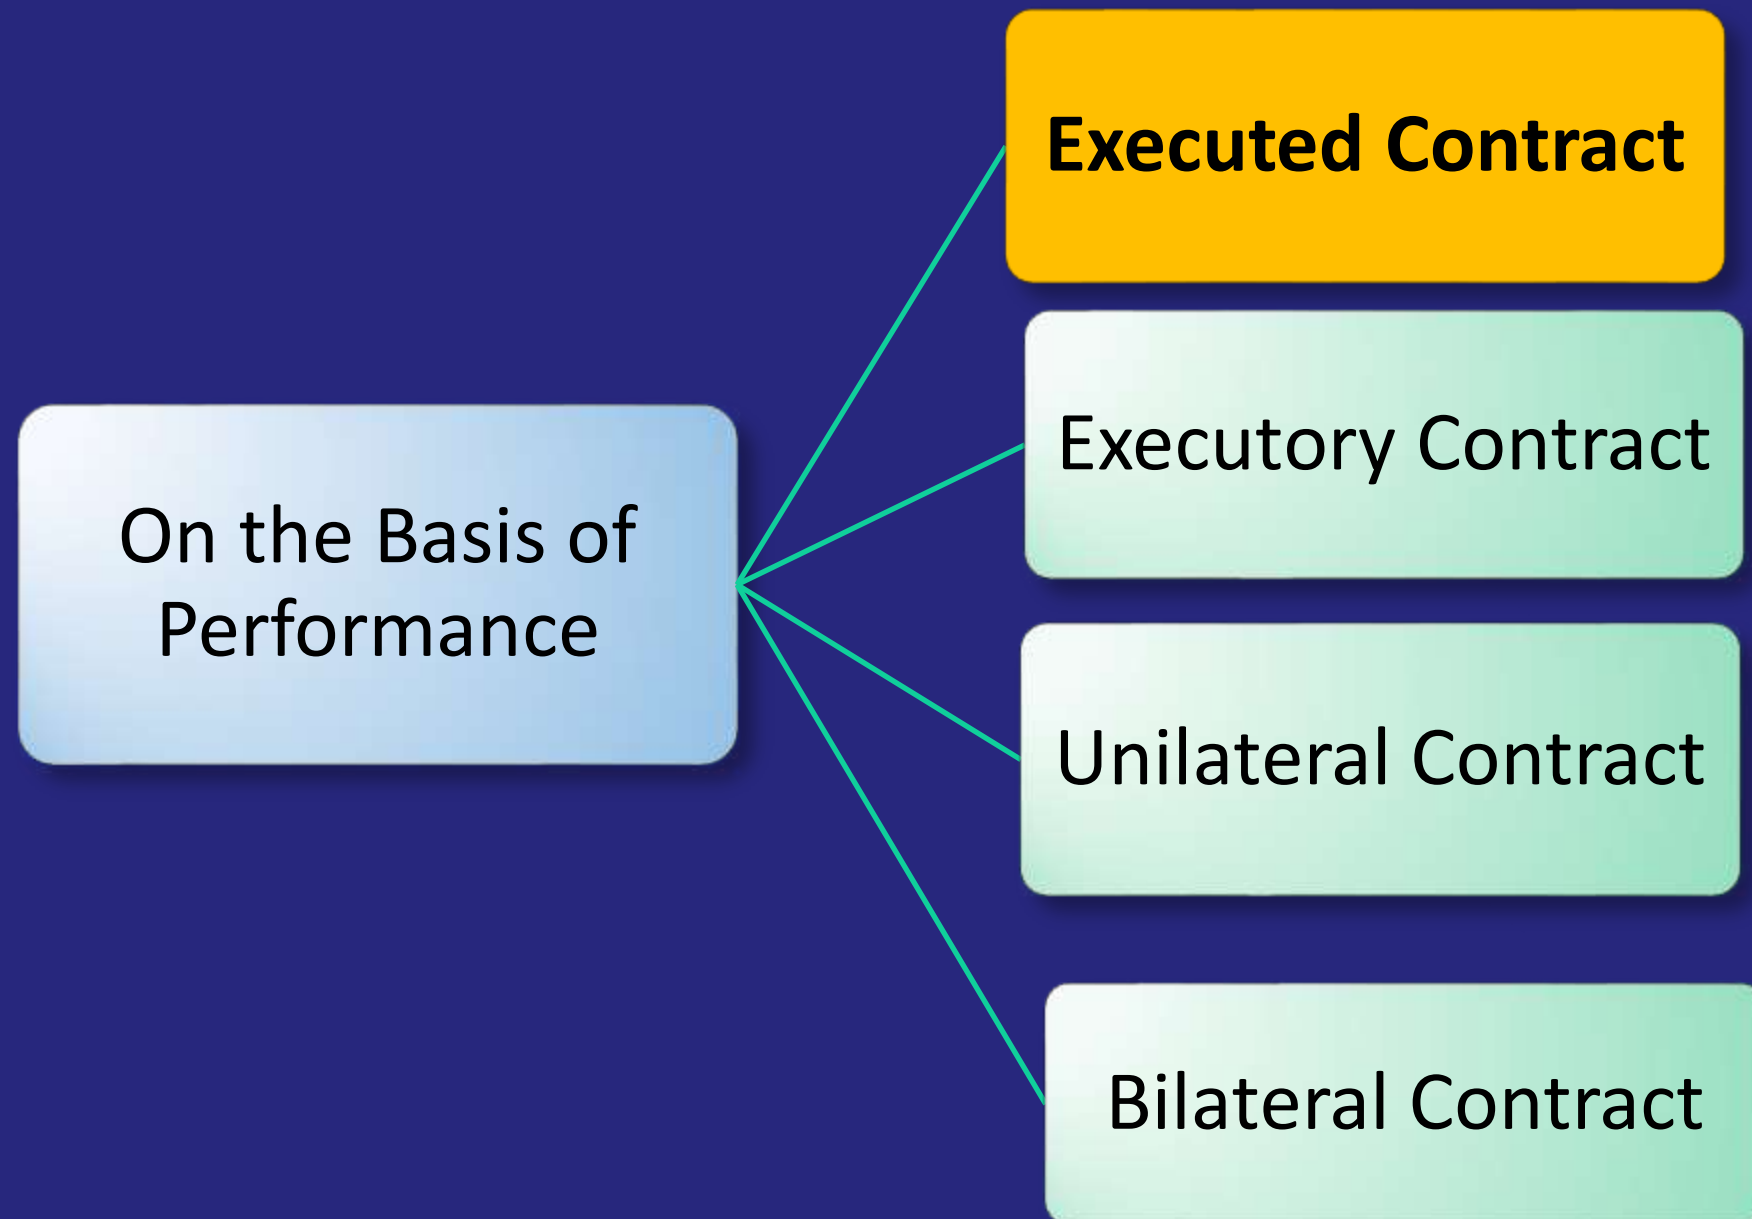 Executed Contract
Executory Contract
On the Basis of
Performance
Unilateral Contract
Bilateral Contract